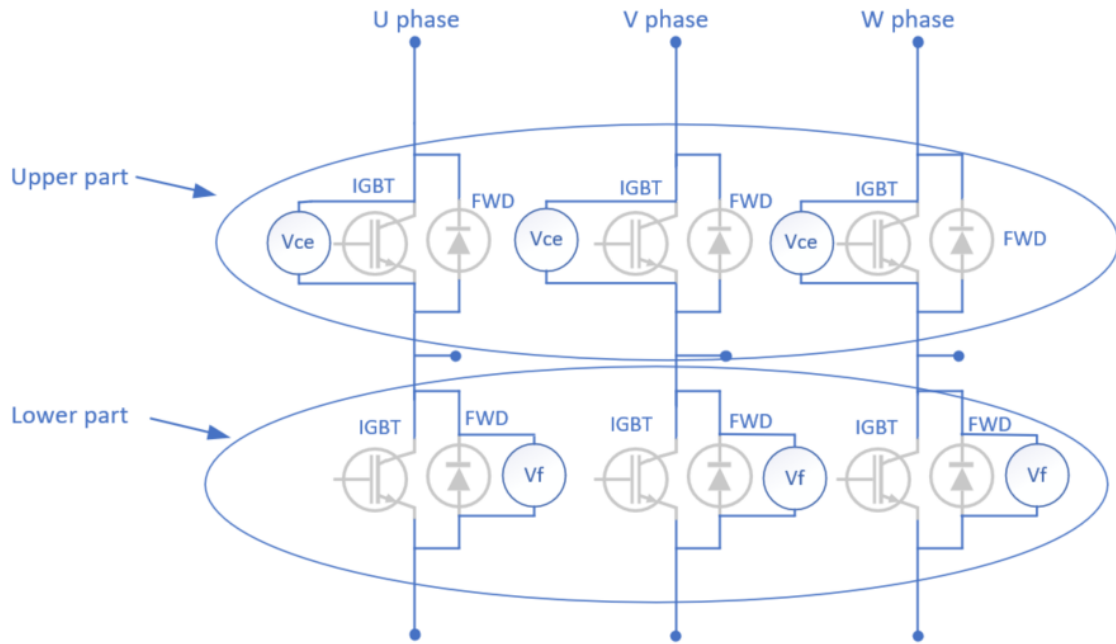 U phase
V phase
W phase
Upper part
IGBT
FWD
IGBT
FWD
IGBT
FWD
Vce
Vce
Vce
Lower part
IGBT
FWD
IGBT
FWD
IGBT
FWD
Vf
Vf
Vf